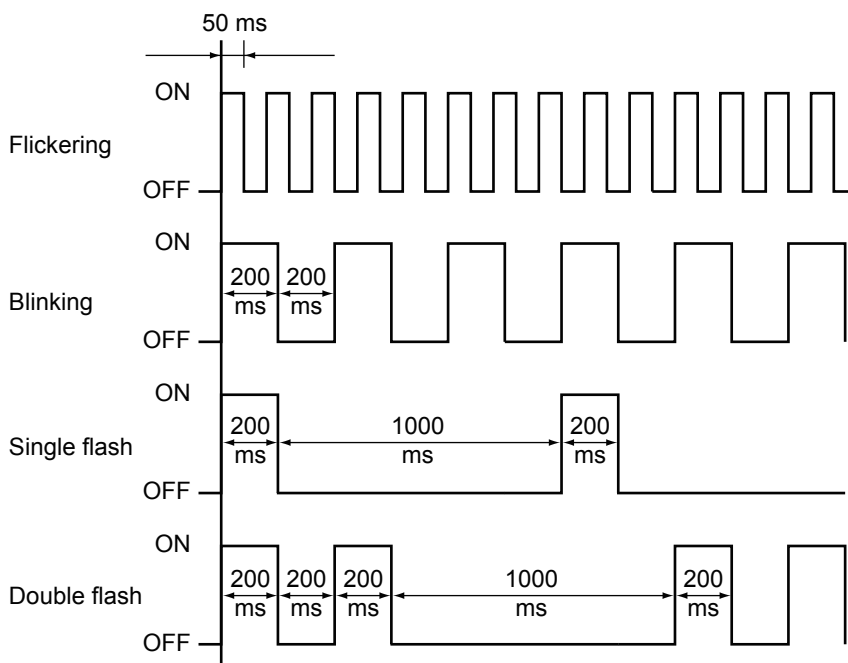 50 ms
ON
Flickering
OFF
ON
200 ms 200 ms
Blinking
OFF
ON
200 ms 1000 ms 200 ms
Single flash
OFF
ON
200 ms 200 ms 200 ms 1000 ms 200 ms
Double flash
OFF